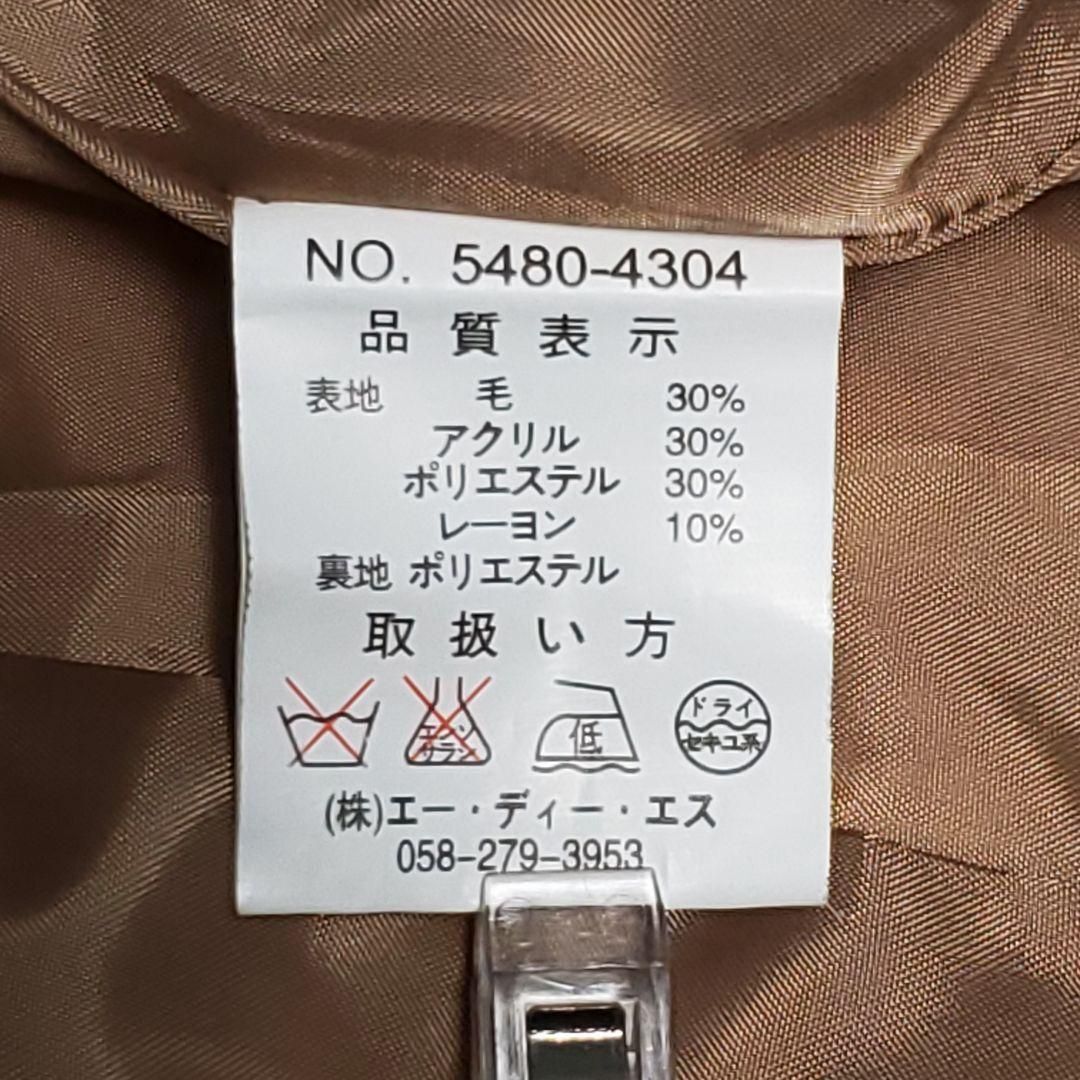 NO. 5480-4304
品質表示
表地 毛 30%
アクリル 30%
ポリエステル 30%
レーヨン 10%
裏地 ポリエステル
取扱い方
エンソサラシ 低 ドライ セキユ系
(株)エー・ディー・エス
058-279-3953